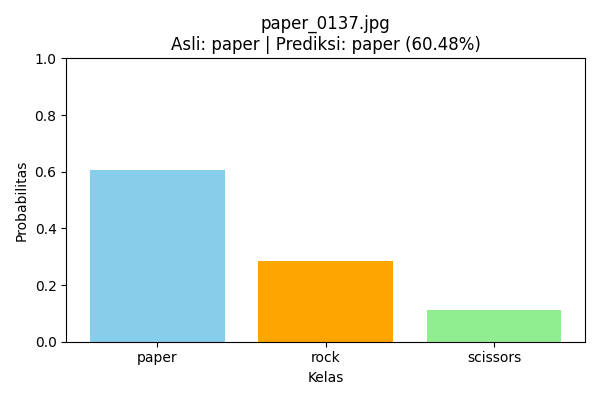 paper_0137.jpg
Asli: paper | Prediksi: paper (60.48%)
1.0
0.8
0.6
0.4
0.2
0.0
Probabilitas
paper rock scissors
Kelas